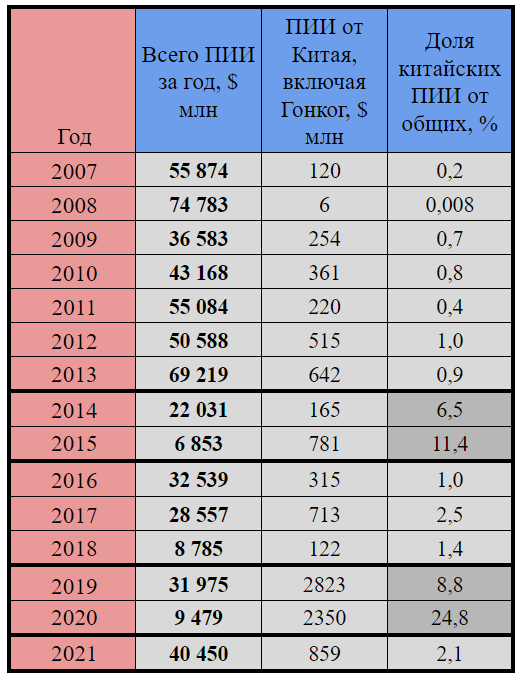 Год Всего ПИИ за год, $ млн ПИИ от Китая, включая Гонког, $ млн Доля китайских ПИИ от общих, %
2007 55 874 120 0,2
2008 74 783 6 0,008
2009 36 583 254 0,7
2010 43 168 361 0,8
2011 55 084 220 0,4
2012 50 588 515 1,0
2013 69 219 642 0,9
2014 22 031 165 6,5
2015 6 853 781 11,4
2016 32 539 315 1,0
2017 28 557 713 2,5
2018 8 785 122 1,4
2019 31 975 2823 8,8
2020 9 479 2350 24,8
2021 40 450 859 2,1